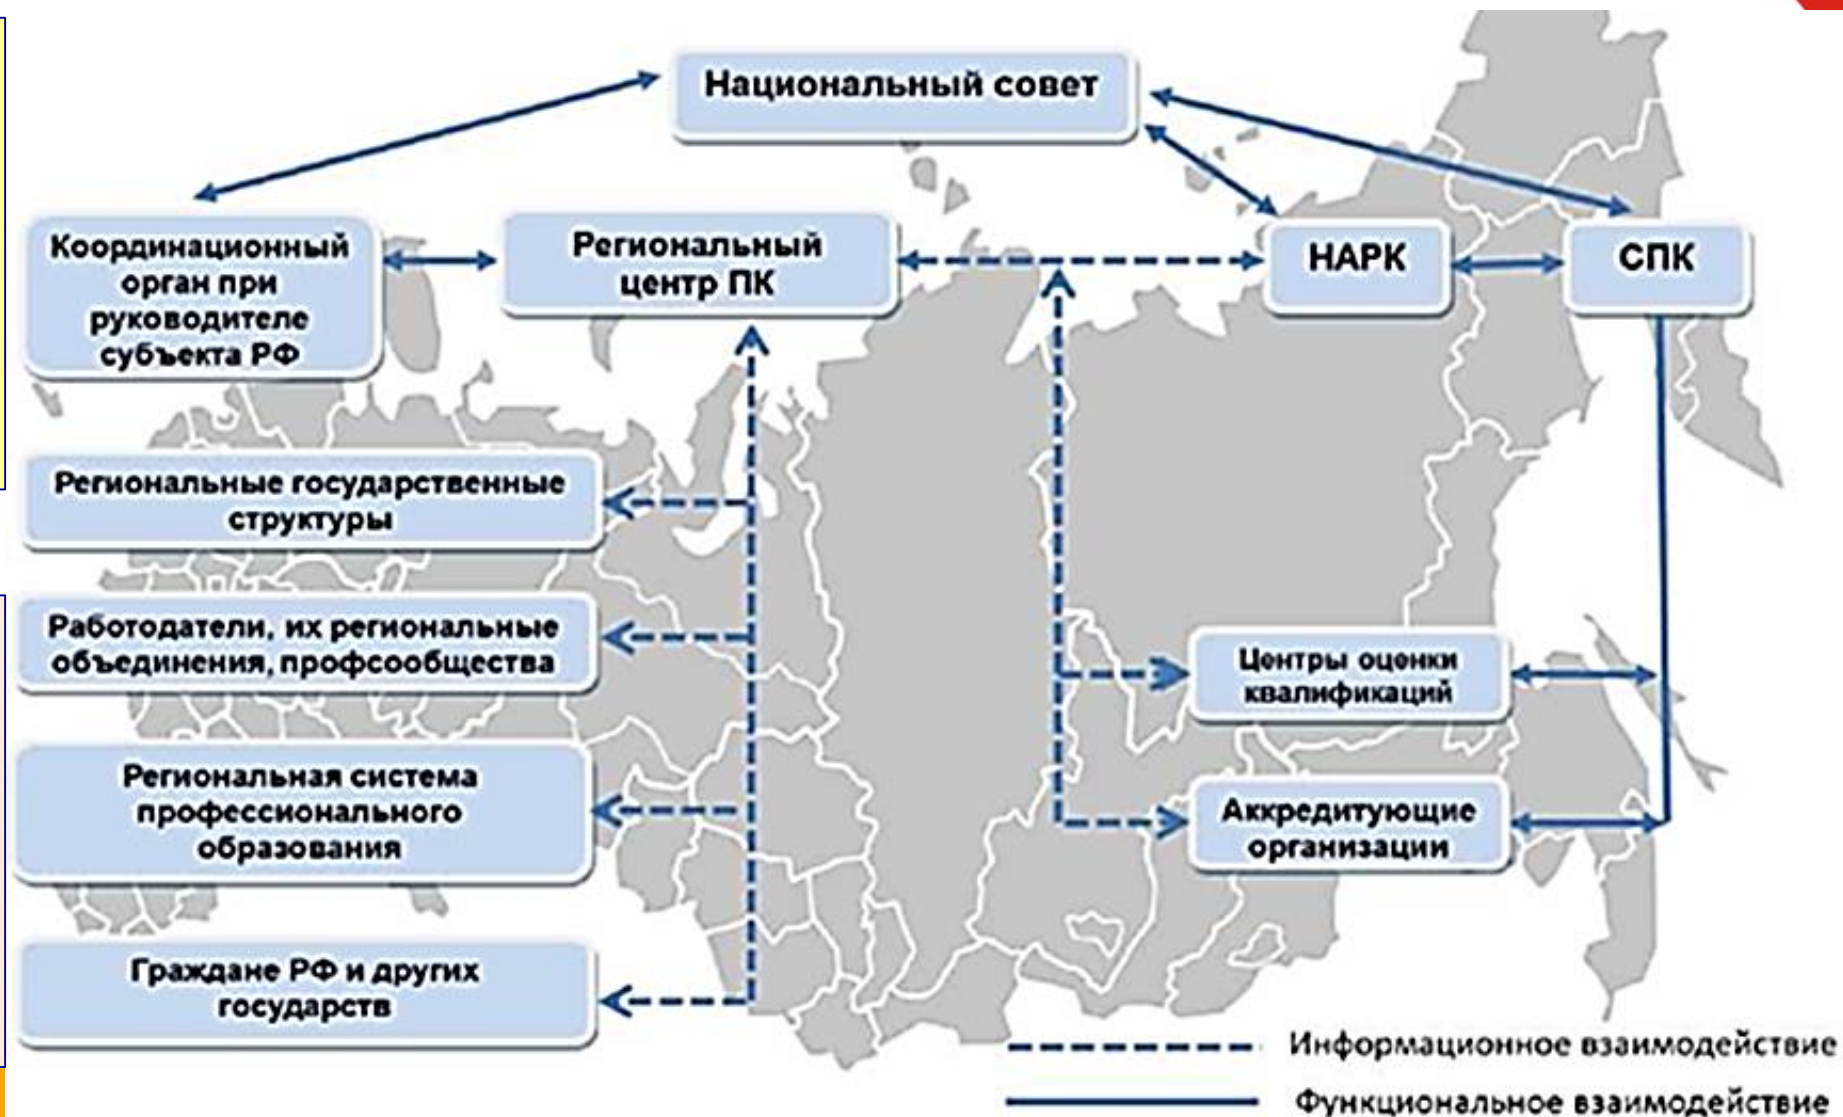 Национальный совет
Координационный
орган при
руководителе
субъекта РФ
Региональный
центр ПК
НАРК
СПК
Региональные государственные
структуры
Работодатели, их региональные
объединения, профсообщества
Региональная система
профессионального
образования
Граждане РФ и других
государств
Центры оценки
квалификаций
Аккредитующие
организации
Информационное взаимодействие
Функциональное взаимодействие